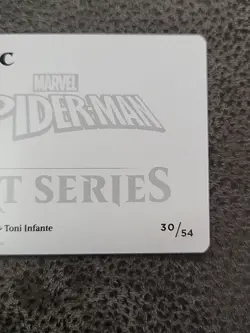 C
MARVEL
SPIDER-MAN
T SERIES
- Toni Infante
30/54